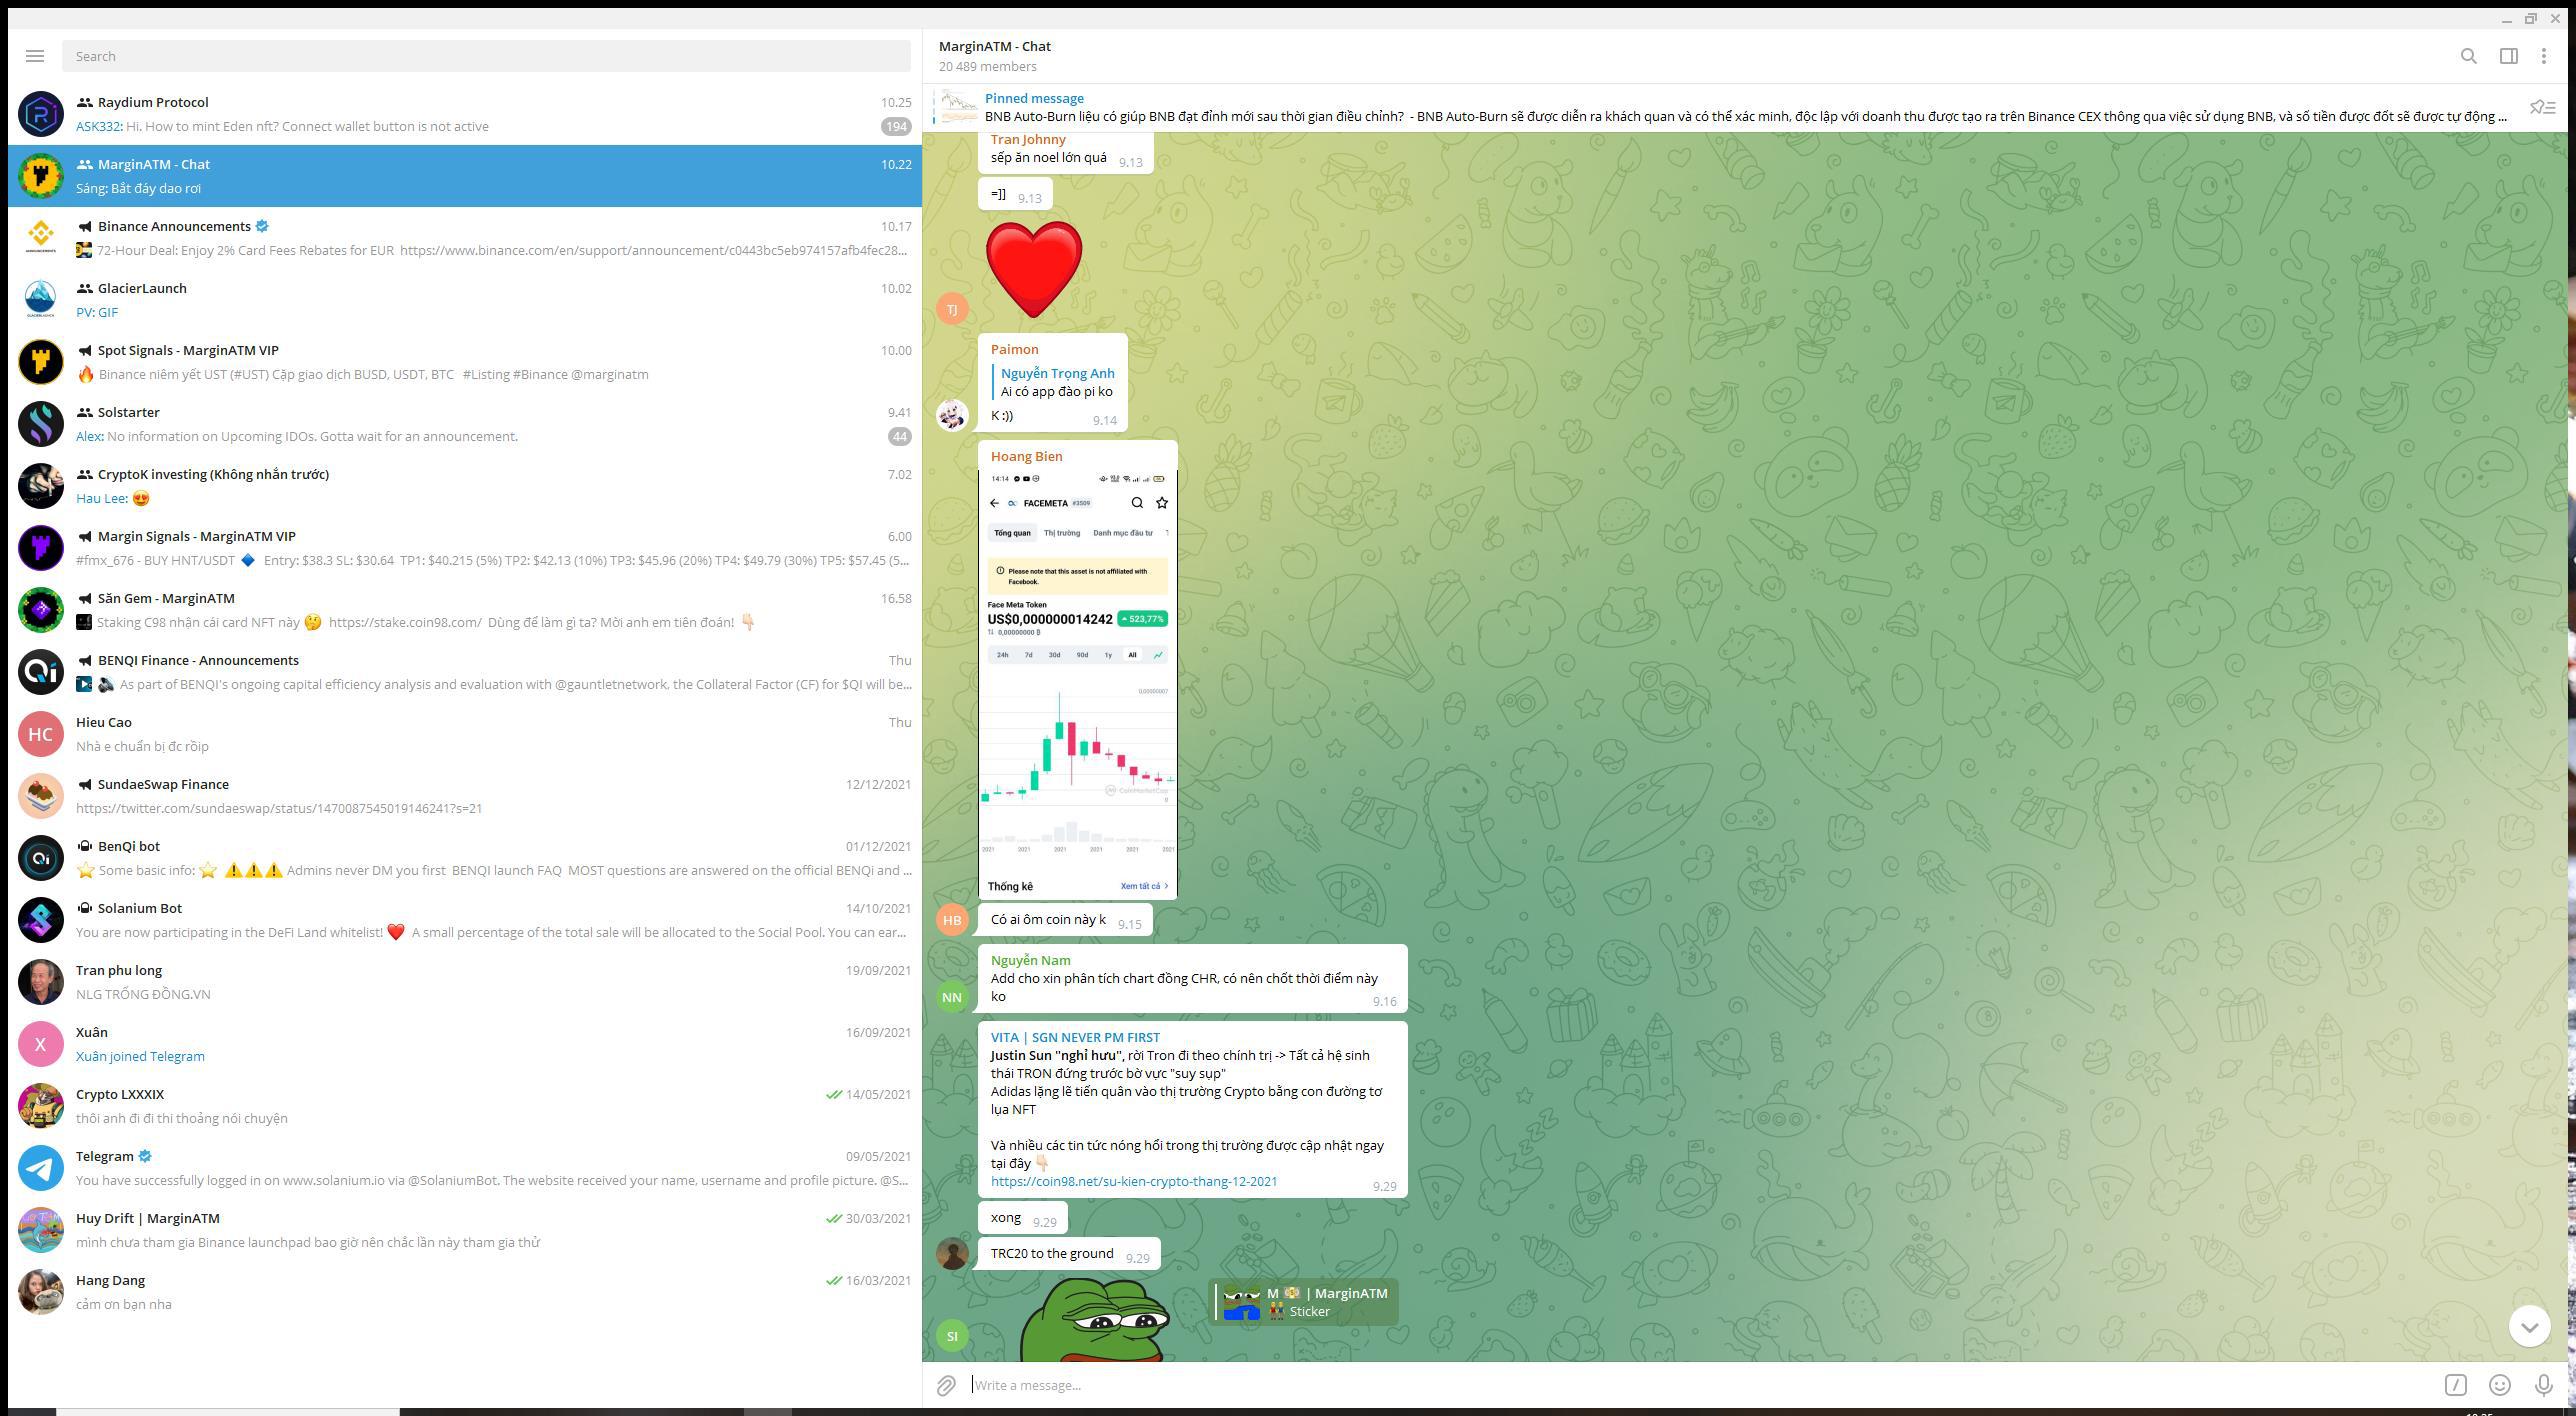 Search
Raydium Protocol
10.25
ASK332: Hi. How to mint Eden nft? Connect wallet button is not active
194
MarginATM - Chat
10.22
Sáng: Bắt đáy dao rơi
Binance Announcements
10.17
72-Hour Deal: Enjoy 2% Card Fees Rebates for EUR https://www.binance.com/en/support/announcement/c0443bc5eb974157afb4fec28...
GlacierLaunch
10.02
PV: GIF
Spot Signals - MarginATM VIP
10.00
🔥 Binance niêm yết UST (#UST) Cặp giao dịch BUSD, USDT, BTC #Listing #Binance @marginatm
Solstarter
9.41
Alex: No information on Upcoming IDOs. Gotta wait for an announcement.
44
CryptoK investing (Không nhắn trước)
7.02
Hau Lee: 😍
Margin Signals - MarginATM VIP
6.00
#fmx_676 - BUY HNT/USDT 🔷 Entry: $38.3 SL: $30.64 TP1: $40.215 (5%) TP2: $42.13 (10%) TP3: $45.96 (20%) TP4: $49.79 (30%) TP5: $57.45 (5...
Săn Gem - MarginATM
16.58
Staking C98 nhận cái card NFT này 🤔 https://stake.coin98.com/ Dùng để làm gì ta? Mời anh em tiên đoán! 👇🏻
BENQI Finance - Announcements
Thu
🔊 As part of BENQI's ongoing capital efficiency analysis and evaluation with @gauntletnetwork, the Collateral Factor (CF) for $QI will be...
HC
Hieu Cao
Thu
Nhà e chuẩn bị đc rồip
SundaeSwap Finance
12/12/2021
https://twitter.com/sundaeswap/status/1470087545019146241?s=21
BenQi bot
01/12/2021
⭐ Some basic info: ⭐ ⚠️⚠️⚠️ Admins never DM you first BENQI launch FAQ MOST questions are answered on the official BENQi and ...
Solanium Bot
14/10/2021
You are now participating in the DeFi Land whitelist! ❤️ A small percentage of the total sale will be allocated to the Social Pool. You can ear...
Tran phu long
19/09/2021
NLG TRỐNG ĐỒNG.VN
X
Xuân
16/09/2021
Xuân joined Telegram
Crypto LXXXIX
14/05/2021
thôi anh đi đi thi thoảng nói chuyện
Telegram
09/05/2021
You have successfully logged in on www.solanium.io via @SolaniumBot. The website received your name, username and profile picture. @S...
Huy Drift | MarginATM
30/03/2021
mình chưa tham gia Binance launchpad bao giờ nên chắc lần này tham gia thử
Hang Dang
16/03/2021
cảm ơn bạn nha
MarginATM - Chat
20 489 members
Pinned message
BNB Auto-Burn liệu có giúp BNB đạt đỉnh mới sau thời gian điều chỉnh? - BNB Auto-Burn sẽ được diễn ra khách quan và có thể xác minh, độc lập với doanh thu được tạo ra trên Binance CEX thông qua việc sử dụng BNB, và số tiền được đốt sẽ được tự động ...
Tran Johnny
sếp ăn noel lớn quá 9.13
=]] 9.13
TJ
Paimon
Nguyễn Trọng Anh
Ai có app đào pi ko
K :)) 9.14
Hoang Bien
14:14
FACEMETA #3509
Tổng quan Thị trường Danh mục đầu tư
Please note that this asset is not affiliated with
Facebook.
Face Meta Token
US$0,000000014242 523,77%
0,00000000 ₿
24h 7d 30d 90d 1y All
0,00000007
CoinMarketCap
0
2021 2021 2021 2021 2021 2021
Thống kê Xem tất cả
HB
Có ai ôm coin này k 9.15
Nguyễn Nam
Add cho xin phân tích chart đồng CHR, có nên chốt thời điểm này
ko 9.16
NN
VITA | SGN NEVER PM FIRST
Justin Sun "nghỉ hưu", rời Tron đi theo chính trị -> Tất cả hệ sinh
thái TRON đứng trước bờ vực "suy sụp"
Adidas lặng lẽ tiến quân vào thị trường Crypto bằng con đường tơ
lụa NFT
Và nhiều các tin tức nóng hổi trong thị trường được cập nhật ngay
tại đây 👇🏻
https://coin98.net/su-kien-crypto-thang-12-2021 9.29
xong 9.29
TRC20 to the ground 9.29
M | MarginATM
Sticker
SI
Write a message...